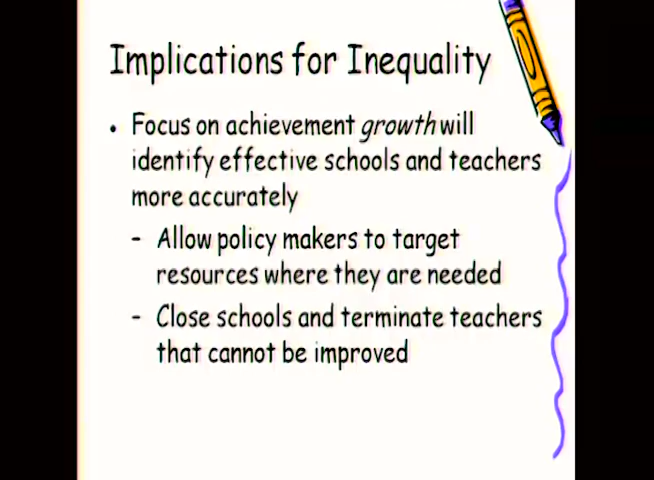 Implications for Inequality
• Focus on achievement growth will
identify effective schools and teachers
more accurately
– Allow policy makers to target
resources where they are needed
– Close schools and terminate teachers
that cannot be improved